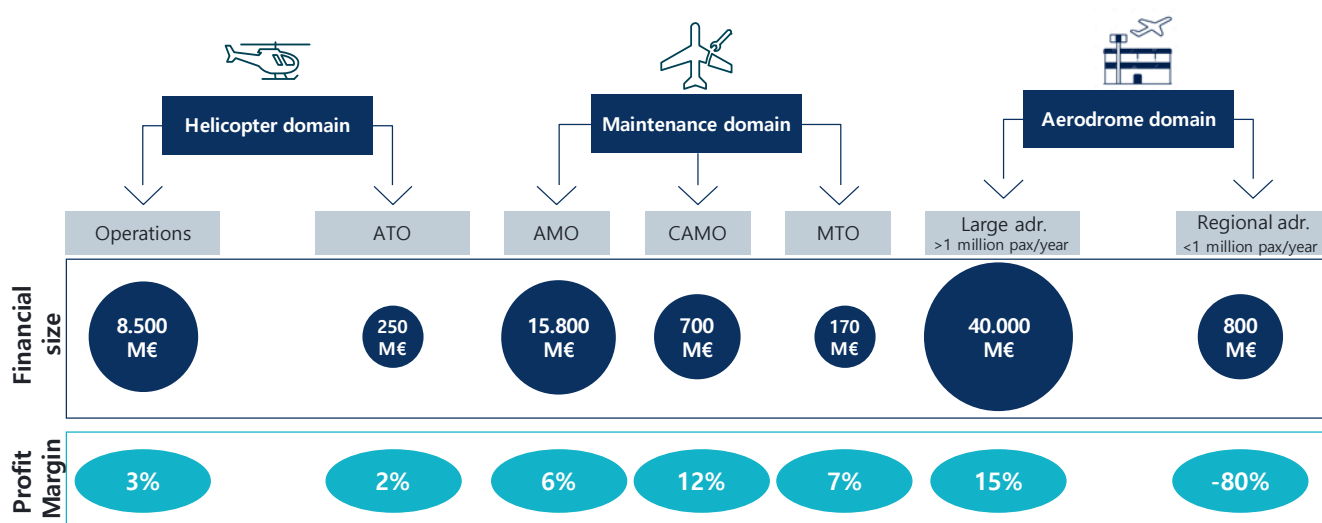 Helicopter domain
Maintenance domain
Aerodrome domain
Operations
ATO
AMO
CAMO
MTO
Large adr.
>1 million pax/year
Regional adr.
<1 million pax/year
Financial
size
8.500
M€
250
M€
15.800
M€
700
M€
170
M€
40.000
M€
800
M€
Profit
Margin
3%
2%
6%
12%
7%
15%
-80%